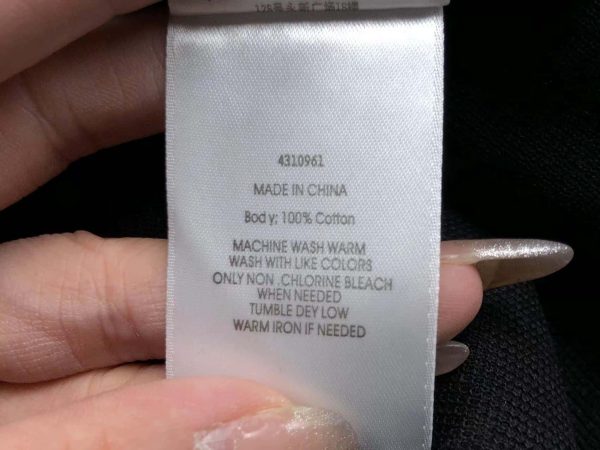 4310961
MADE IN CHINA
Body; 100% Cotton
MACHINE WASH WARM
WASH WITH LIKE COLORS
ONLY NON .CHLORINE BLEACH
WHEN NEEDED
TUMBLE DEY LOW
WARM IRON IF NEEDED